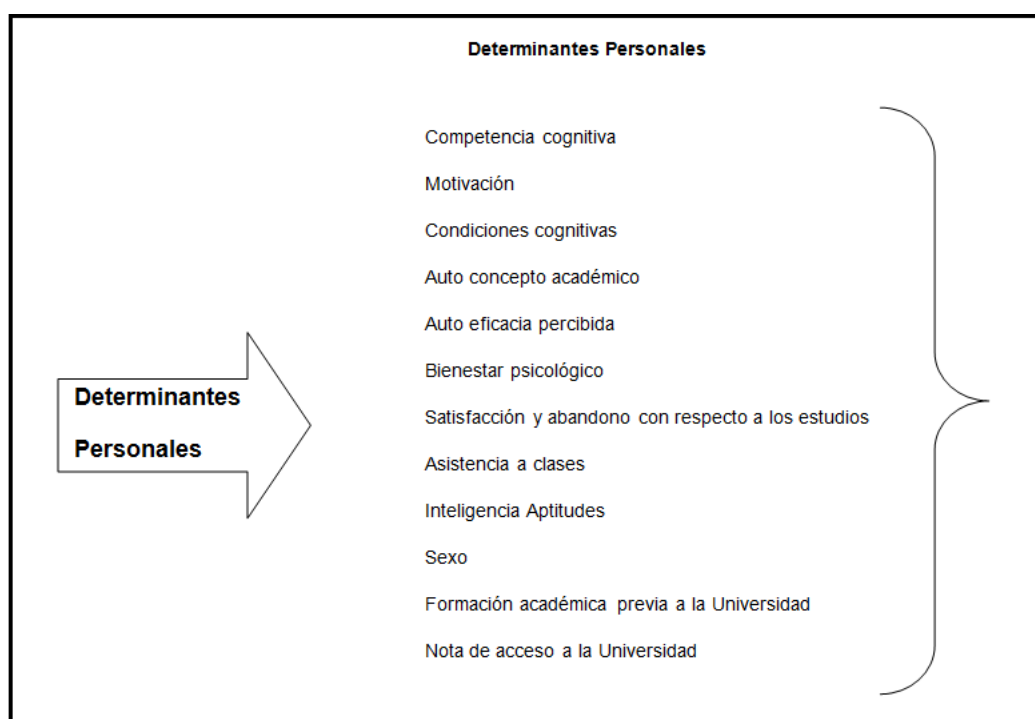 Determinantes Personales
Competencia cognitiva
Motivación
Condiciones cognitivas
Auto concepto académico
Auto eficacia percibida
Bienestar psicológico
Satisfacción y abandono con respecto a los estudios
Asistencia a clases
Inteligencia Aptitudes
Sexo
Formación académica previa a la Universidad
Nota de acceso a la Universidad
Determinantes
Personales